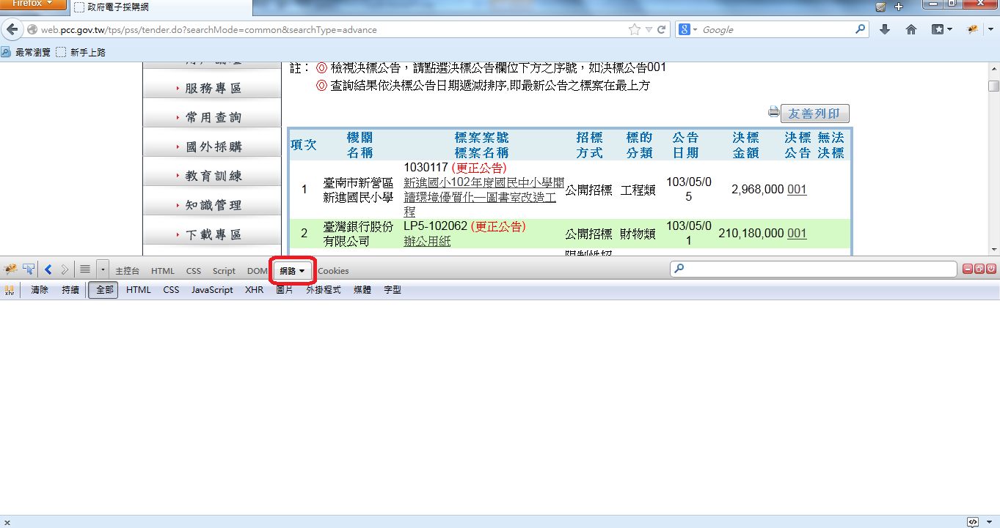 Firefox
政府電子採購網
web.pcc.gov.tw/tps/pss/tender.do?searchMode=common&searchType=advance
Google
最常瀏覽 新手上路
服務專區
常用查詢
國外採購
教育訓練
知識管理
下載專區
註： ◎ 檢視決標公告，請點選決標公告欄位下方之序號，如決標公告001
◎ 查詢結果依決標公告日期遞減排序,即最新公告之標案在最上方
友善列印
項次 機關名稱 標案案號標案名稱 招標方式 標的分類 公告日期 決標金額 決標公告 無法決標
1 臺南市新營區新進國民小學 1030117 (更正公告)
新進國小102年度國民中小學閱
讀環境優質化—圖書室改造工
程
公開招標 工程類 103/05/05 2,968,000 001
2 臺灣銀行股份有限公司 LP5-102062 (更正公告)
辦公用紙
公開招標 財物類 103/05/01 210,180,000 001
主控台 HTML CSS Script DOM 網路 Cookies
xhr 清除 持續 全部 HTML CSS JavaScript XHR 圖片 外掛程式 媒體 字型